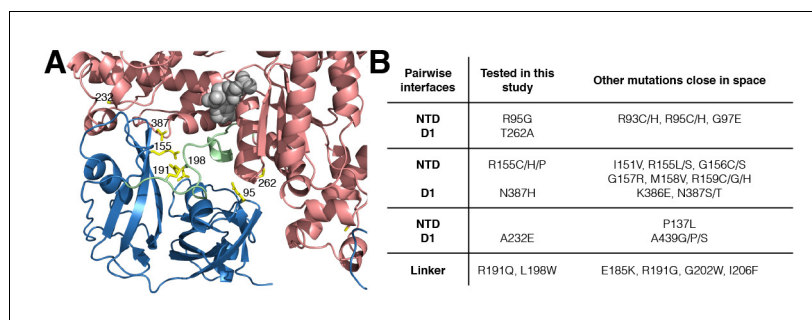 A
232
387
155
191
198
262
95
B
Pairwise interfaces
Tested in this study
Other mutations close in space
NTD R95G R93C/H, R95C/H, G97E
D1 T262A
NTD R155C/H/P I151V, R155L/S, G156C/S
G157R, M158V, R159C/G/H
D1 N387H K386E, N387S/T
NTD P137L
D1 A232E A439G/P/S
Linker R191Q, L198W E185K, R191G, G202W, I206F